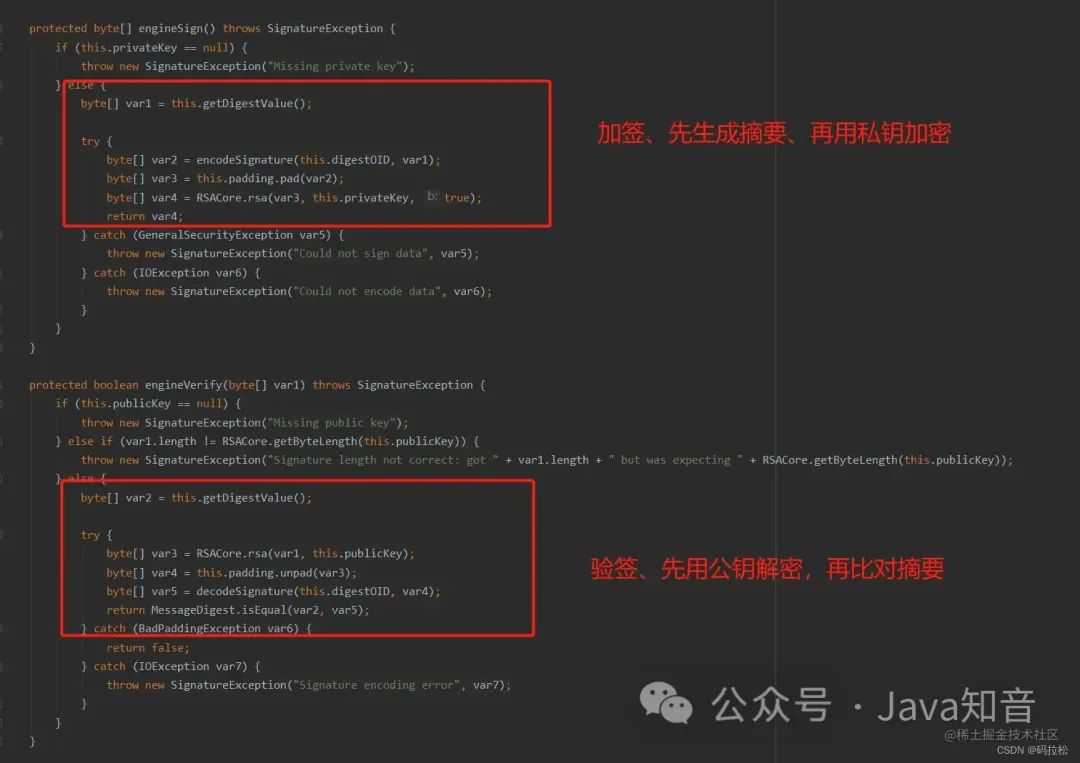 protected byte[] engineSign() throws SignatureException {
if (this.privateKey == null) {
throw new SignatureException("Missing private key");
} else {
byte[] var1 = this.getDigestValue();
try {
byte[] var2 = encodeSignature(this.digestOID, var1);
byte[] var3 = this.padding.pad(var2);
byte[] var4 = RSACore.rsa(var3, this.privateKey, b: true);
return var4;
} catch (GeneralSecurityException var5) {
throw new SignatureException("Could not sign data", var5);
} catch (IOException var6) {
throw new SignatureException("Could not encode data", var6);
}
}
}
加签、先生成摘要、再用私钥加密
protected boolean engineVerify(byte[] var1) throws SignatureException {
if (this.publicKey == null) {
throw new SignatureException("Missing public key");
} else if (var1.length != RSACore.getByteLength(this.publicKey)) {
throw new SignatureException("Signature length not correct: got " + var1.length + " but was expecting " + RSACore.getByteLength(this.publicKey));
} else {
byte[] var2 = this.getDigestValue();
try {
byte[] var3 = RSACore.rsa(var1, this.publicKey);
byte[] var4 = this.padding.unpad(var3);
byte[] var5 = decodeSignature(this.digestOID, var4);
return MessageDigest.isEqual(var2, var5);
} catch (BadPaddingException var6) {
return false;
} catch (IOException var7) {
throw new SignatureException("Signature encoding error", var7);
}
}
}
验签、先用公钥解密，再比对摘要
公众号 · Java知音
@稀土掘金技术社区
CSDN @码拉松